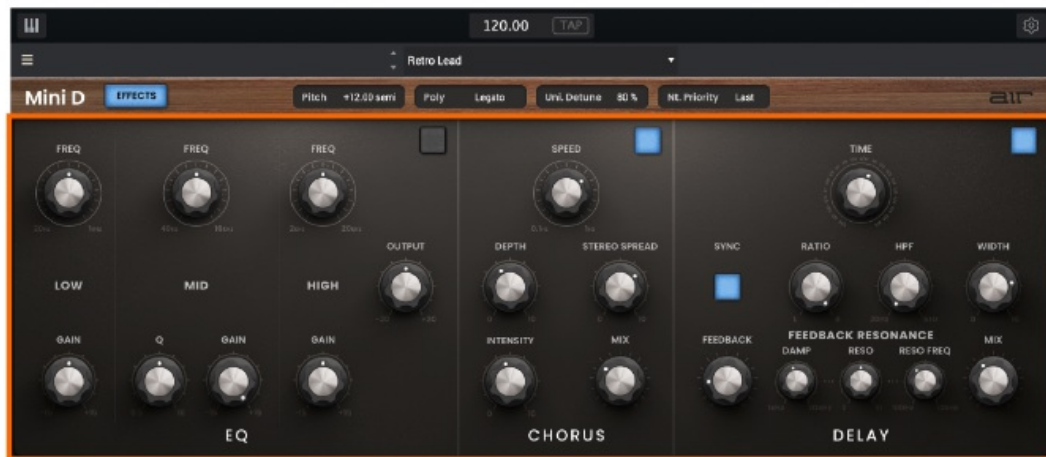 120.00 TAP
Retro Lead
Mini D EFFECTS Pitch +12.00 semi Poly Legato Uni. Detune 80 % Nt. Priority Last air
FREQ FREQ FREQ SPEED TIME
OUTPUT DEPTH STEREO SPREAD SYNC RATIO HPF WIDTH
LOW MID HIGH
GAIN Q GAIN GAIN INTENSITY MIX FEEDBACK FEEDBACK RESONANCE MIX
DAMP RESO RESO FREQ
EQ CHORUS DELAY